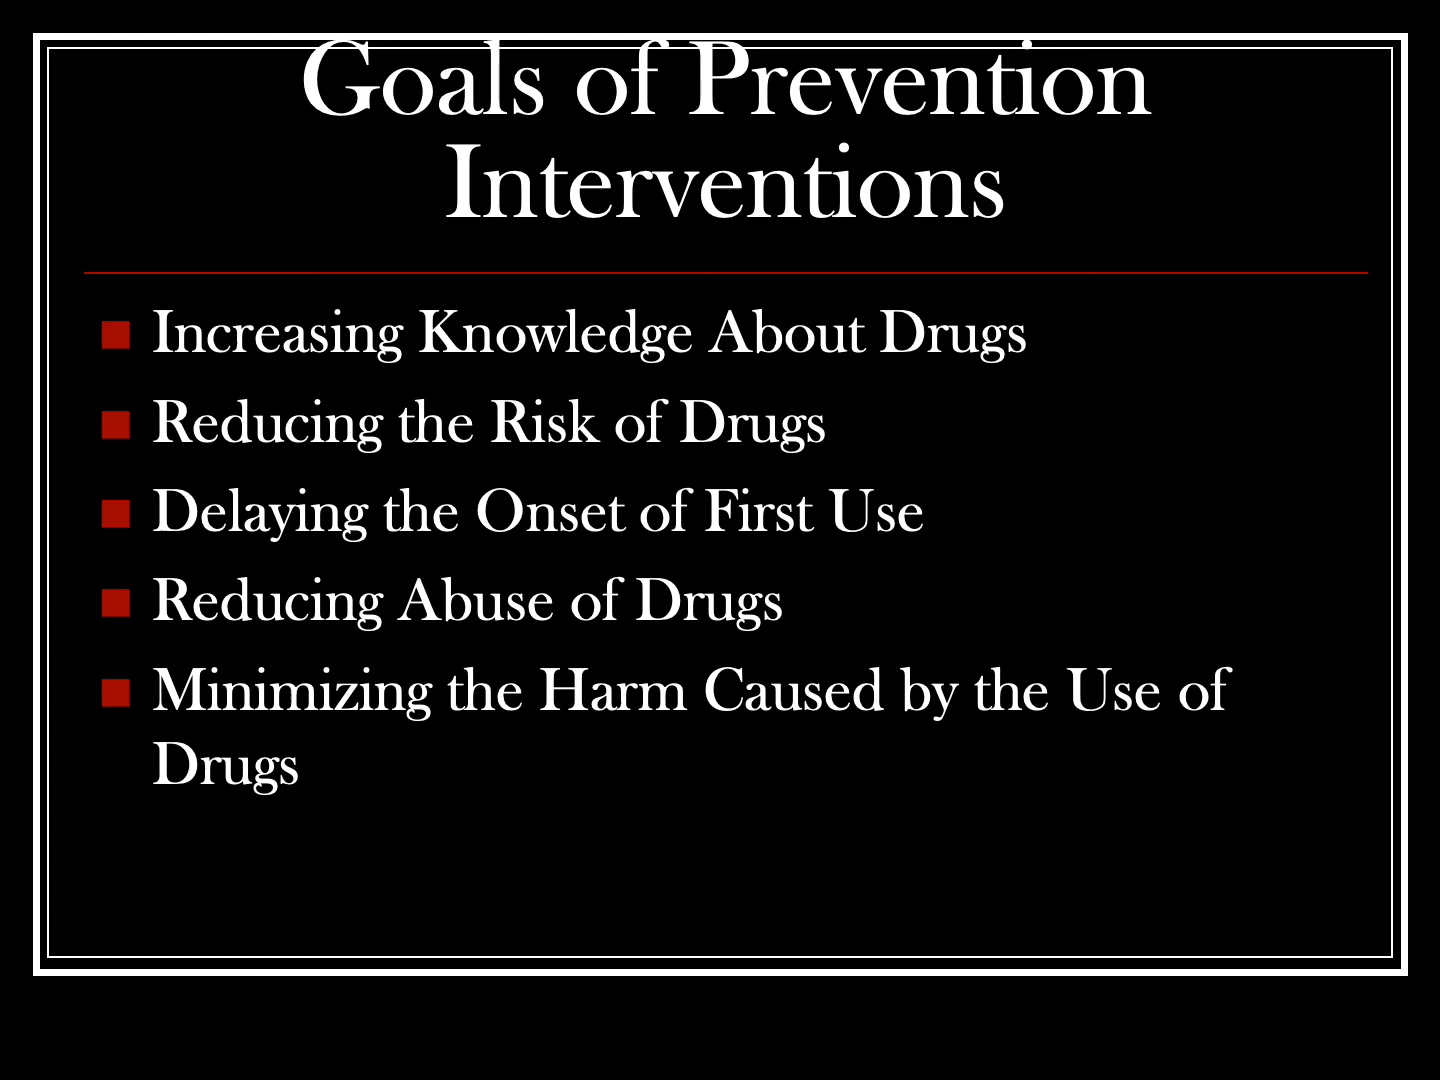 Goals of Prevention
Interventions
Increasing Knowledge About Drugs
Reducing the Risk of Drugs
Delaying the Onset of First Use
Reducing Abuse of Drugs
Minimizing the Harm Caused by the Use of
Drugs